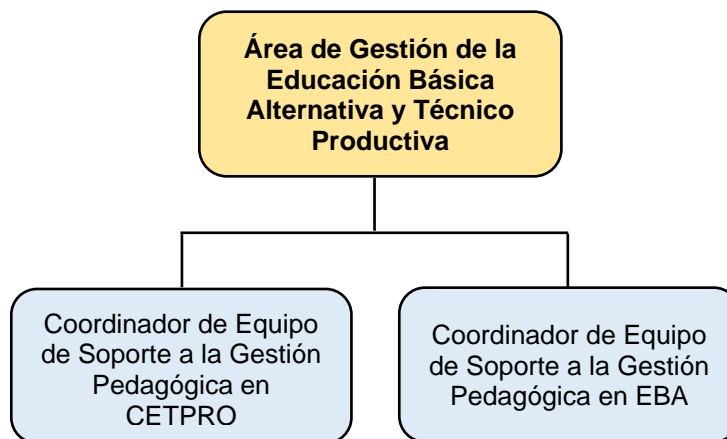 Área de Gestión de la
Educación Básica
Alternativa y Técnico
Productiva
Coordinador de Equipo
de Soporte a la Gestión
Pedagógica en
CETPRO
Coordinador de Equipo
de Soporte a la Gestión
Pedagógica en EBA